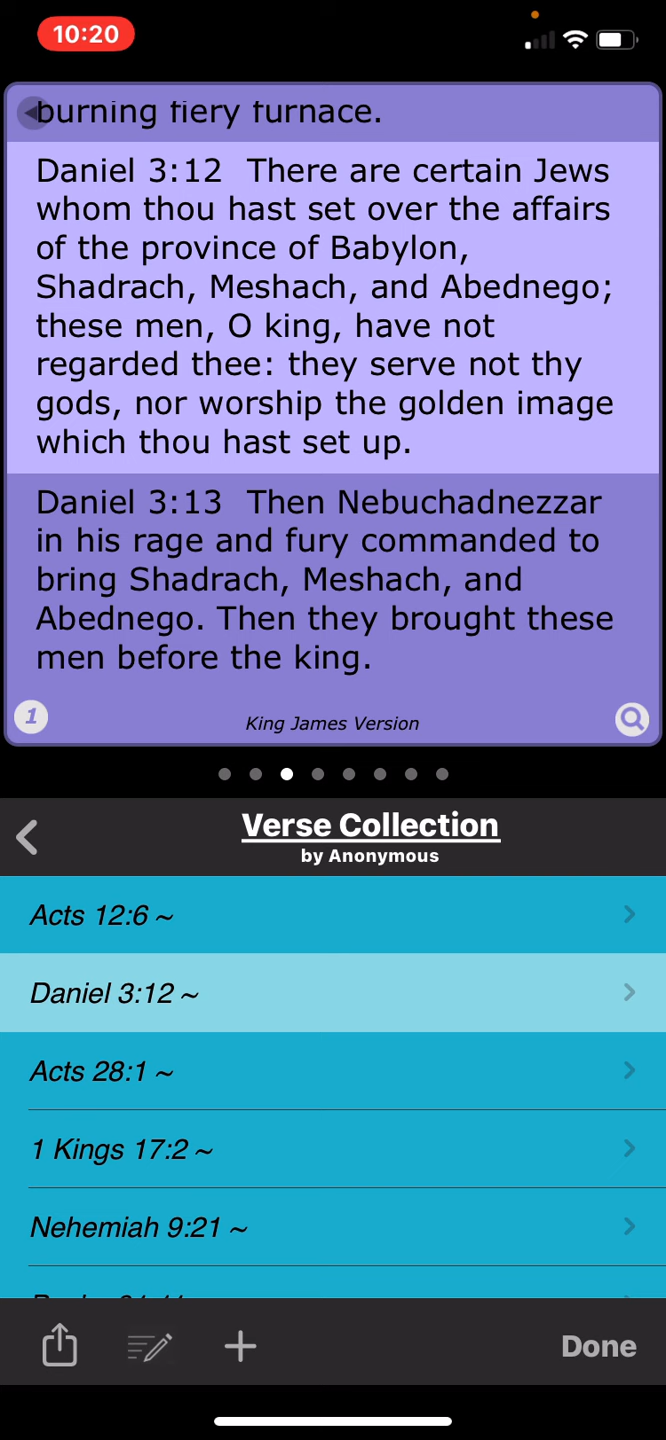 10:20
burning fiery furnace.
Daniel 3:12 There are certain Jews
whom thou hast set over the affairs
of the province of Babylon,
Shadrach, Meshach, and Abednego;
these men, O king, have not
regarded thee: they serve not thy
gods, nor worship the golden image
which thou hast set up.
Daniel 3:13 Then Nebuchadnezzar
in his rage and fury commanded to
bring Shadrach, Meshach, and
Abednego. Then they brought these
men before the king.
1
King James Version
Verse Collection
by Anonymous
Acts 12:6 ~
Daniel 3:12 ~
Acts 28:1 ~
1 Kings 17:2 ~
Nehemiah 9:21 ~
Done